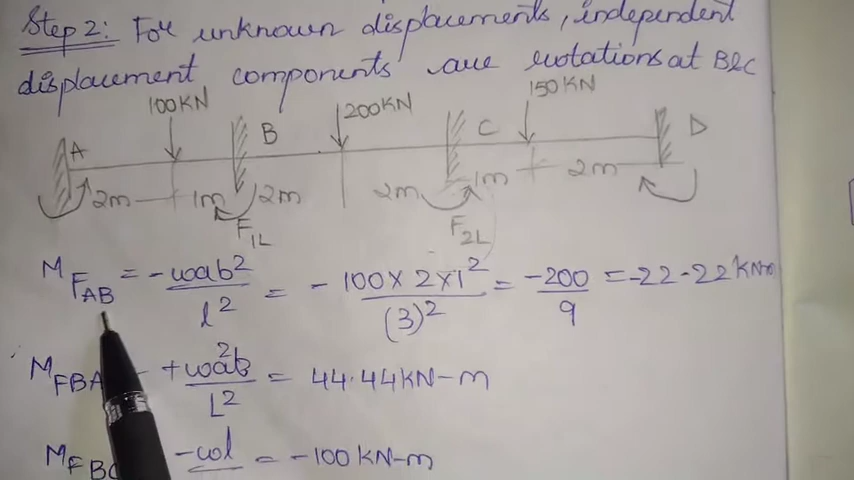 Step 2: For unknown displacements, independent
displacement components are rotations at B&C
100KN 200KN 150KN
A B C D
2m 1m 2m 2m 1m 2m
F1L F2L
MFAB = -wab²/l² = -100×2×1²/(3)² = -200/9 = -22.22 KNm
MFBA = +wa²b/L² = 44.44 KN-m
MFBC -wl = -100 KN-m